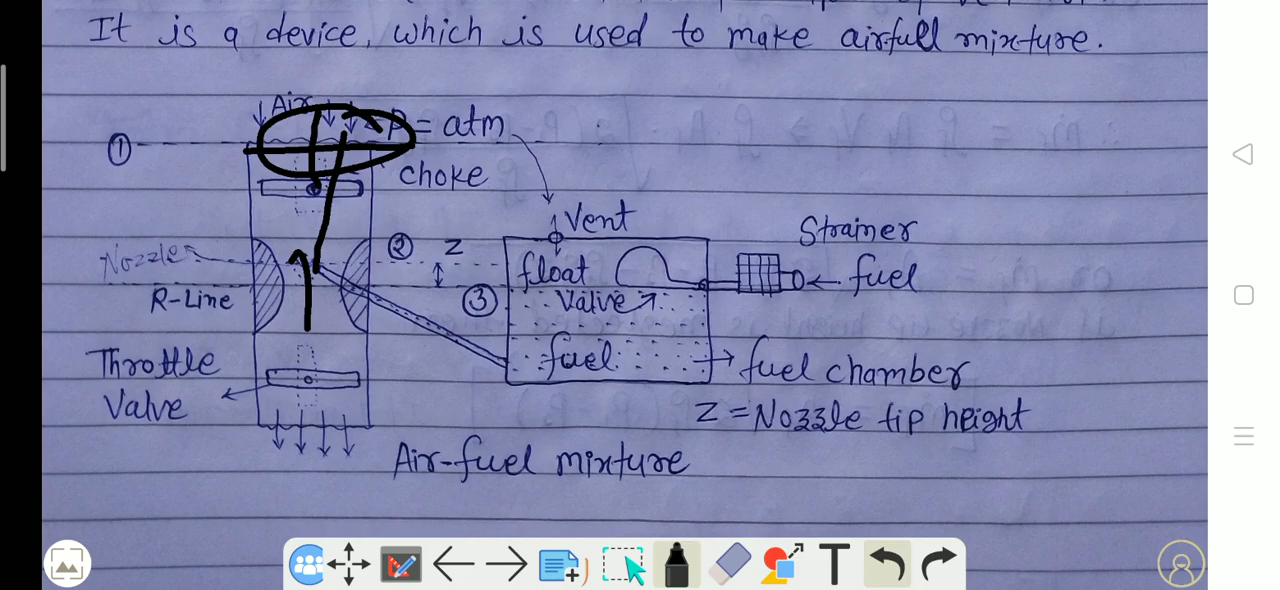 It is a device, which is used to make airfuel mixture.
Air
① P = atm
choke
Vent
Strainer
Nozzle ② z float fuel
R-Line ③ Valve
Throttle fuel fuel chamber
Valve z = Nozzle tip height
Air-fuel mixture
T